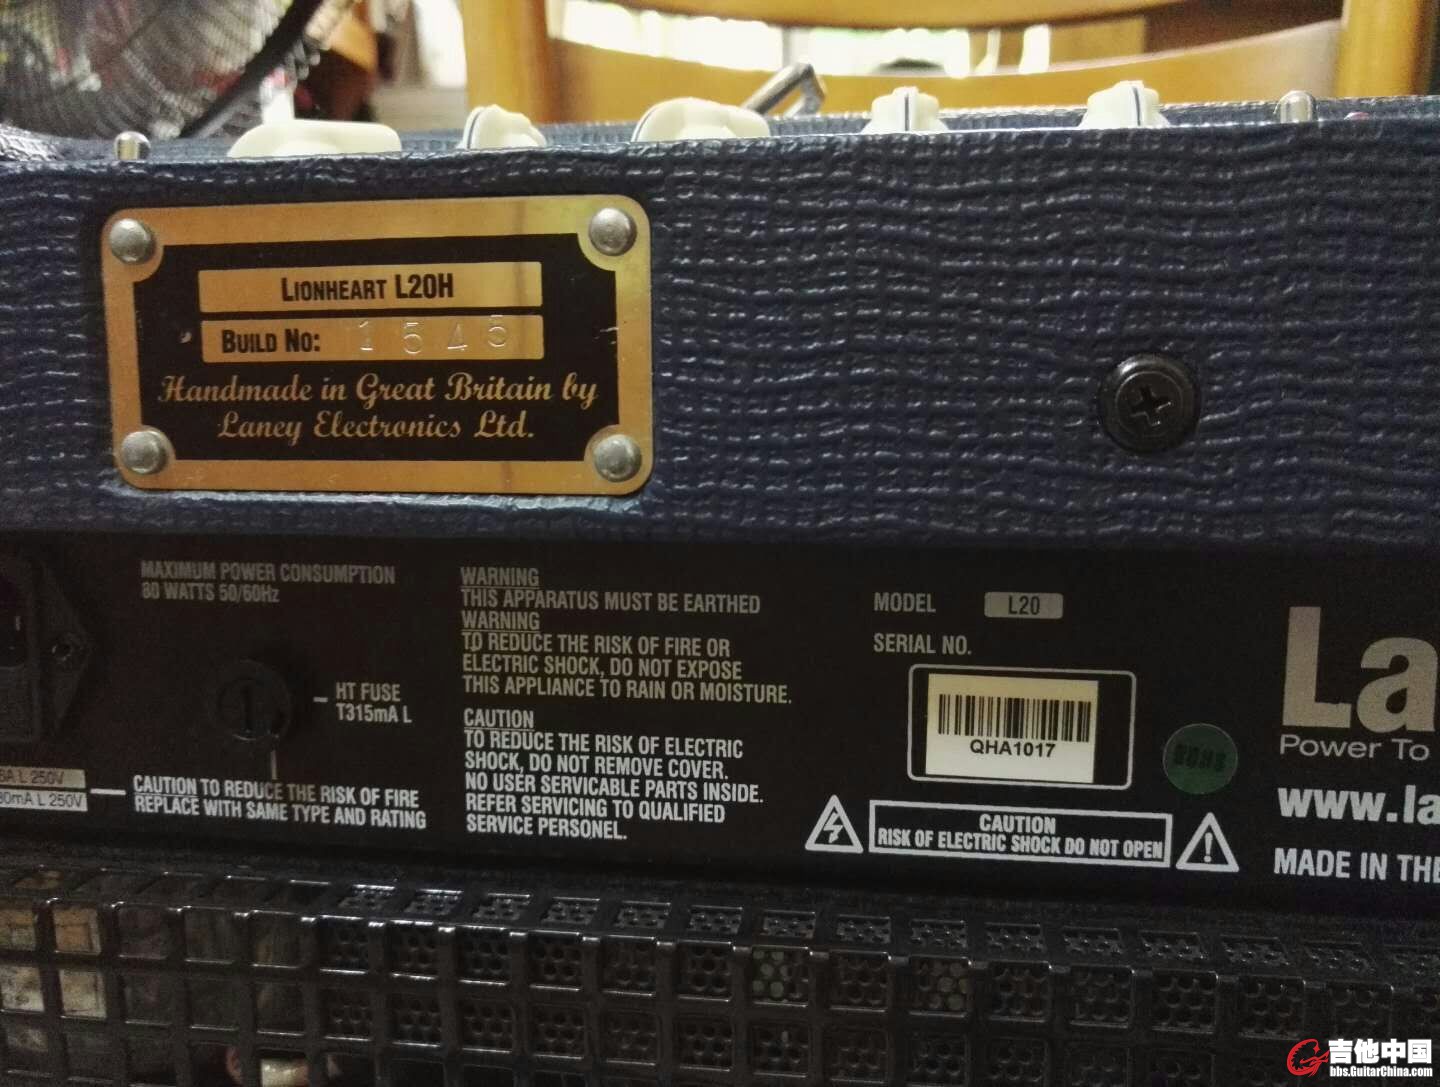 LIONHEART L20H
BUILD NO: 1545
Handmade in Great Britain by
Laney Electronics Ltd.
MAXIMUM POWER CONSUMPTION
80 WATTS 50/60Hz
HT FUSE
T315mA L
A L 250V
mA L 250V
CAUTION TO REDUCE THE RISK OF FIRE
REPLACE WITH SAME TYPE AND RATING
WARNING
THIS APPARATUS MUST BE EARTHED
WARNING
TO REDUCE THE RISK OF FIRE OR
ELECTRIC SHOCK, DO NOT EXPOSE
THIS APPLIANCE TO RAIN OR MOISTURE.
CAUTION
TO REDUCE THE RISK OF ELECTRIC
SHOCK, DO NOT REMOVE COVER.
NO USER SERVICABLE PARTS INSIDE.
REFER SERVICING TO QUALIFIED
SERVICE PERSONEL.
MODEL L20
SERIAL NO.
QHA1017
ROHS
CAUTION
RISK OF ELECTRIC SHOCK DO NOT OPEN
La
Power To
www.la
MADE IN THE
吉他中国
bbs.GuitarChina.com